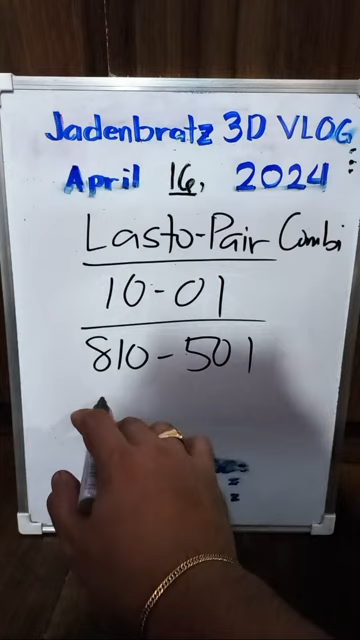 Jadenbratz 3D VLOG
April 16, 2024
Lasto-Pair Combi
10-01
810-501